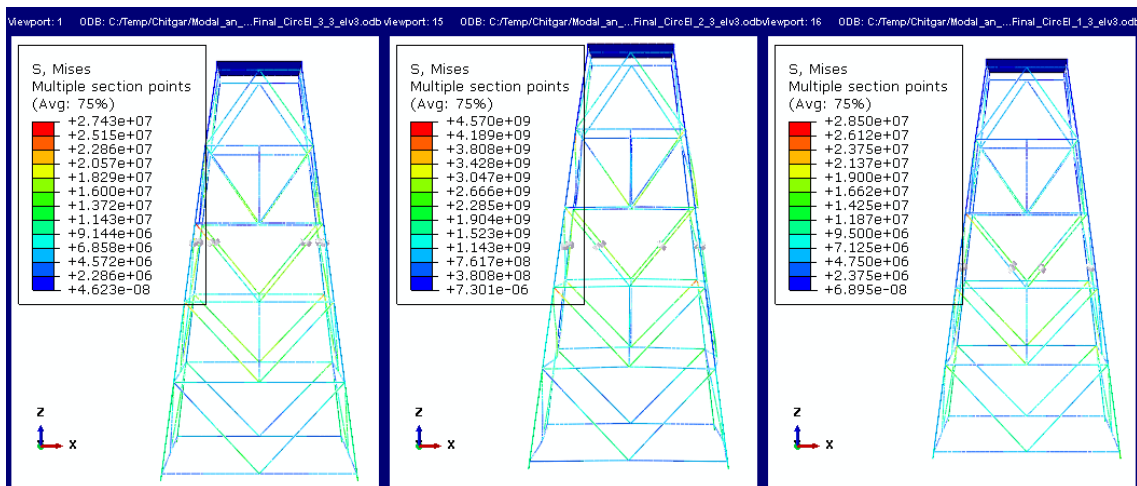 Viewport: 1 ODB: C:/Temp/Chitgar/Modal_an_...Final_CircEl_3_3_elv3.odb
S, Mises
Multiple section points
(Avg: 75%)
+2.743e+07
+2.515e+07
+2.286e+07
+2.057e+07
+1.829e+07
+1.600e+07
+1.372e+07
+1.143e+07
+9.144e+06
+6.858e+06
+4.572e+06
+2.286e+06
+4.623e-08
Z
X
Viewport: 15 ODB: C:/Temp/Chitgar/Modal_an_...Final_CircEl_2_3_elv3.odb
S, Mises
Multiple section points
(Avg: 75%)
+4.570e+09
+4.189e+09
+3.808e+09
+3.428e+09
+3.047e+09
+2.666e+09
+2.285e+09
+1.904e+09
+1.523e+09
+1.143e+09
+7.617e+08
+3.808e+08
+7.301e-06
Z
X
Viewport: 16 ODB: C:/Temp/Chitgar/Modal_an_...Final_CircEl_1_3_elv3.odb
S, Mises
Multiple section points
(Avg: 75%)
+2.850e+07
+2.612e+07
+2.375e+07
+2.137e+07
+1.900e+07
+1.662e+07
+1.425e+07
+1.187e+07
+9.500e+06
+7.125e+06
+4.750e+06
+2.375e+06
+6.895e-08
Z
X